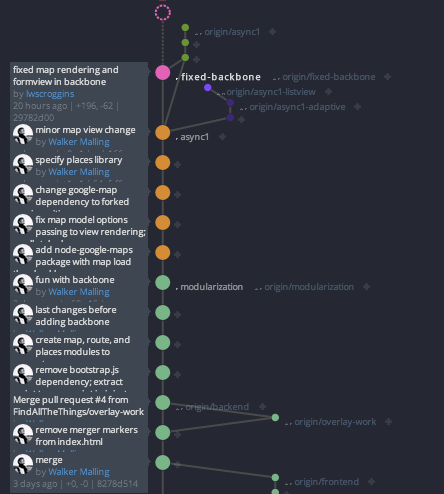 origin/async1
fixed map rendering and
formview in backbone
by lwscroggins
20 hours ago | +196, -62 |
29782d00
fixed-backbone
origin/fixed-backbone
origin/async1-listview
origin/async1-adaptive
minor map view change
by Walker Malling
async1
specify places library
by Walker Malling
change google-map
dependency to forked
fix map model options
passing to view rendering;
add node-google-maps
package with map load
fun with backbone
by Walker Malling
modularization
origin/modularization
last changes before
adding backbone
create map, route, and
places modules to
remove bootstrap.js
dependency; extract
Merge pull request #4 from
FindAllTheThings/overlay-work
origin/backend
origin/overlay-work
remove merger markers
from index.html
merge
by Walker Malling
3 days ago | +0, -0 | 8278d514
origin/frontend